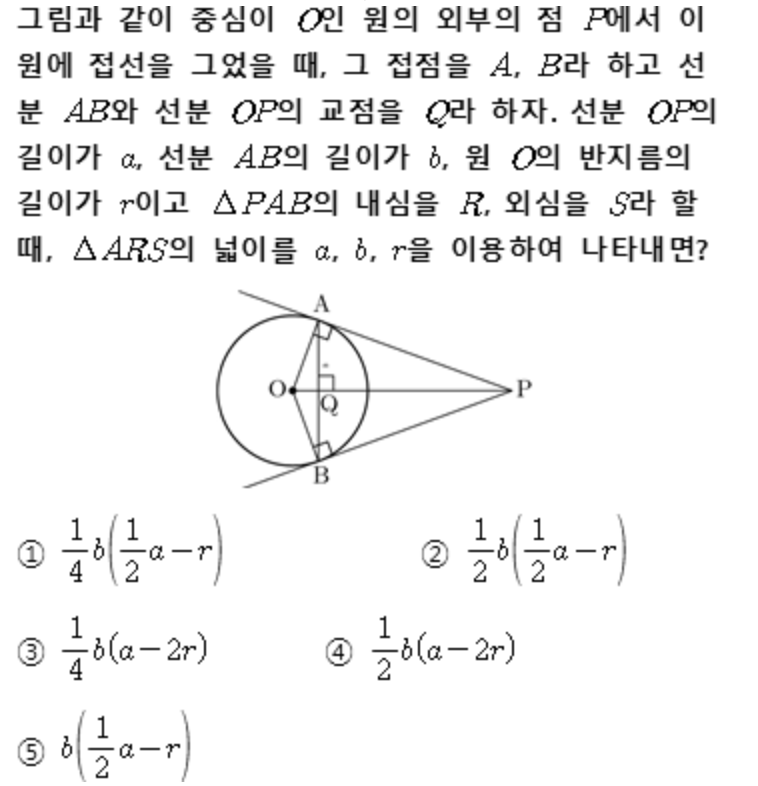 그림과 같이 중심이 O인 원의 외부의 점 P에서 이
원에 접선을 그었을 때, 그 접점을 A, B라 하고 선
분 AB와 선분 OP의 교점을 Q라 하자. 선분 OP의
길이가 a, 선분 AB의 길이가 b, 원 O의 반지름의
길이가 r이고 △PAB의 내심을 R, 외심을 S라 할
때, △ARS의 넓이를 a, b, r을 이용하여 나타내면?
A
O
Q
P
B
① 1/4 b(1/2 a－r) ② 1/2 b(1/2 a－r)
③ 1/4 b(a－2r) ④ 1/2 b(a－2r)
⑤ b(1/2 a－r)